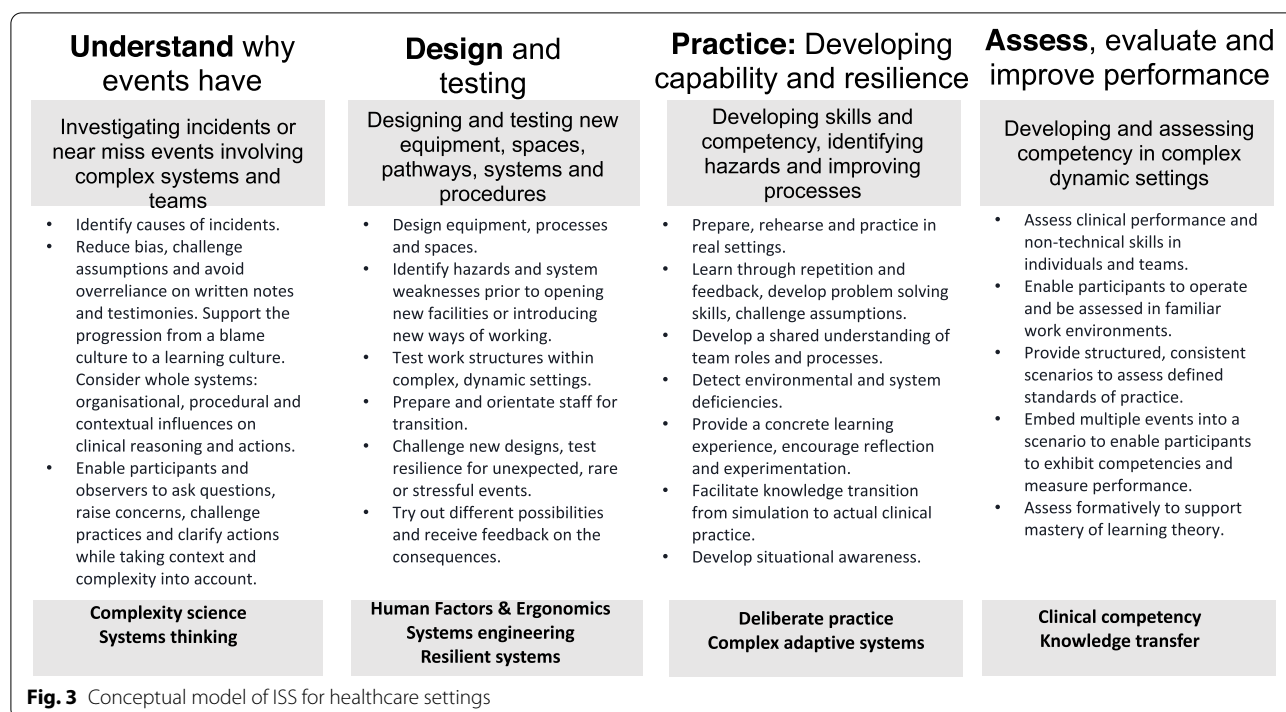 Understand why
events have
Investigating incidents or
near miss events involving
complex systems and
teams
• Identify causes of incidents.
• Reduce bias, challenge
assumptions and avoid
overreliance on written notes
and testimonies. Support the
progression from a blame
culture to a learning culture.
Consider whole systems:
organisational, procedural and
contextual influences on
clinical reasoning and actions.
• Enable participants and
observers to ask questions,
raise concerns, challenge
practices and clarify actions
while taking context and
complexity into account.
Complexity science
Systems thinking
Design and
testing
Designing and testing new
equipment, spaces,
pathways, systems and
procedures
• Design equipment, processes
and spaces.
• Identify hazards and system
weaknesses prior to opening
new facilities or introducing
new ways of working.
• Test work structures within
complex, dynamic settings.
• Prepare and orientate staff for
transition.
• Challenge new designs, test
resilience for unexpected, rare
or stressful events.
• Try out different possibilities
and receive feedback on the
consequences.
Human Factors & Ergonomics
Systems engineering
Resilient systems
Practice: Developing
capability and resilience
Developing skills and
competency, identifying
hazards and improving
processes
• Prepare, rehearse and practice in
real settings.
• Learn through repetition and
feedback, develop problem solving
skills, challenge assumptions.
• Develop a shared understanding of
team roles and processes.
• Detect environmental and system
deficiencies.
• Provide a concrete learning
experience, encourage reflection
and experimentation.
• Facilitate knowledge transition
from simulation to actual clinical
practice.
• Develop situational awareness.
Deliberate practice
Complex adaptive systems
Assess, evaluate and
improve performance
Developing and assessing
competency in complex
dynamic settings
• Assess clinical performance and
non-technical skills in
individuals and teams.
• Enable participants to operate
and be assessed in familiar
work environments.
• Provide structured, consistent
scenarios to assess defined
standards of practice.
• Embed multiple events into a
scenario to enable participants
to exhibit competencies and
measure performance.
• Assess formatively to support
mastery of learning theory.
Clinical competency
Knowledge transfer
Fig. 3 Conceptual model of ISS for healthcare settings